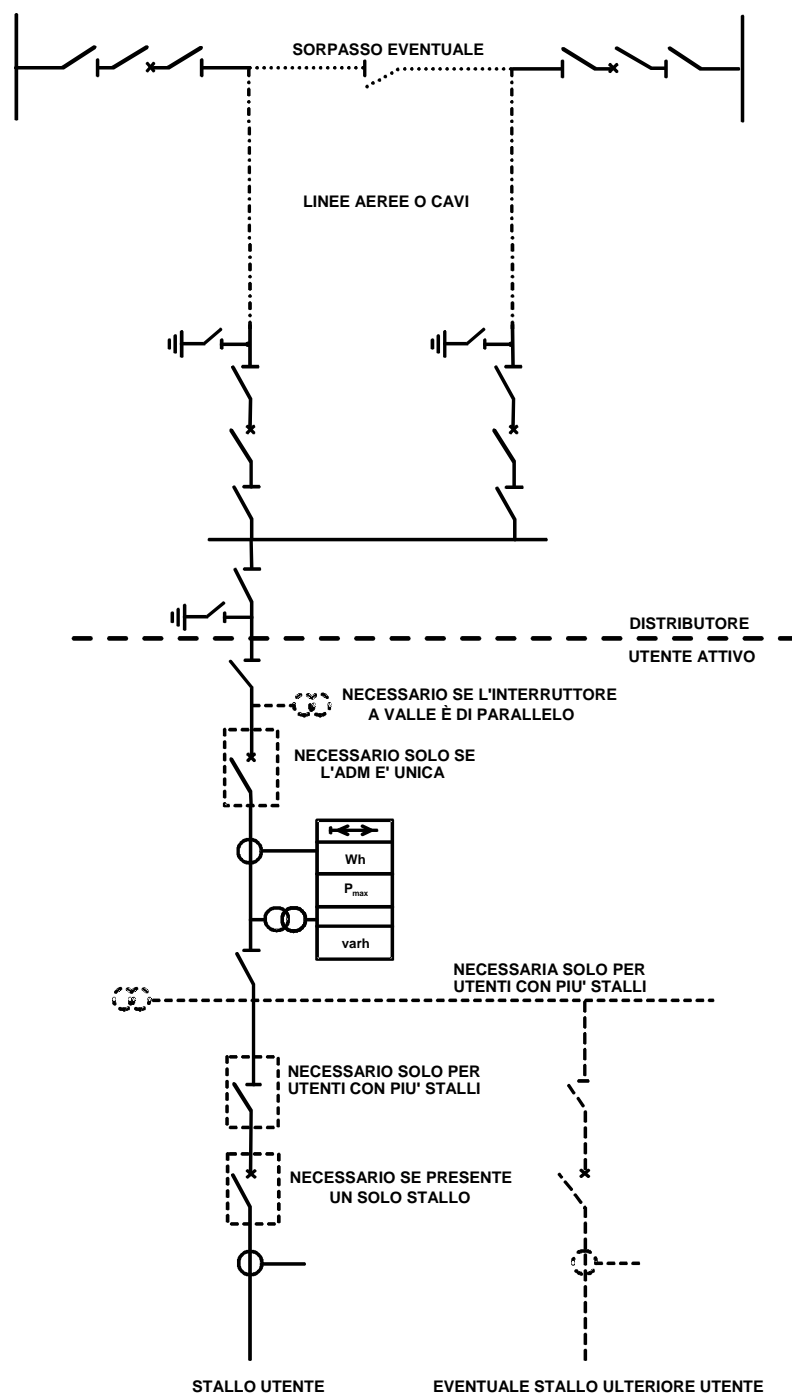 SORPASSO EVENTUALE
LINEE AEREE O CAVI
DISTRIBUTORE
UTENTE ATTIVO
NECESSARIO SE L'INTERRUTTORE
A VALLE È DI PARALLELO
NECESSARIO SOLO SE
L'ADM E' UNICA
Wh
Pmax
varh
NECESSARIA SOLO PER
UTENTI CON PIU' STALLI
NECESSARIO SOLO PER
UTENTI CON PIU' STALLI
NECESSARIO SE PRESENTE
UN SOLO STALLO
STALLO UTENTE
EVENTUALE STALLO ULTERIORE UTENTE